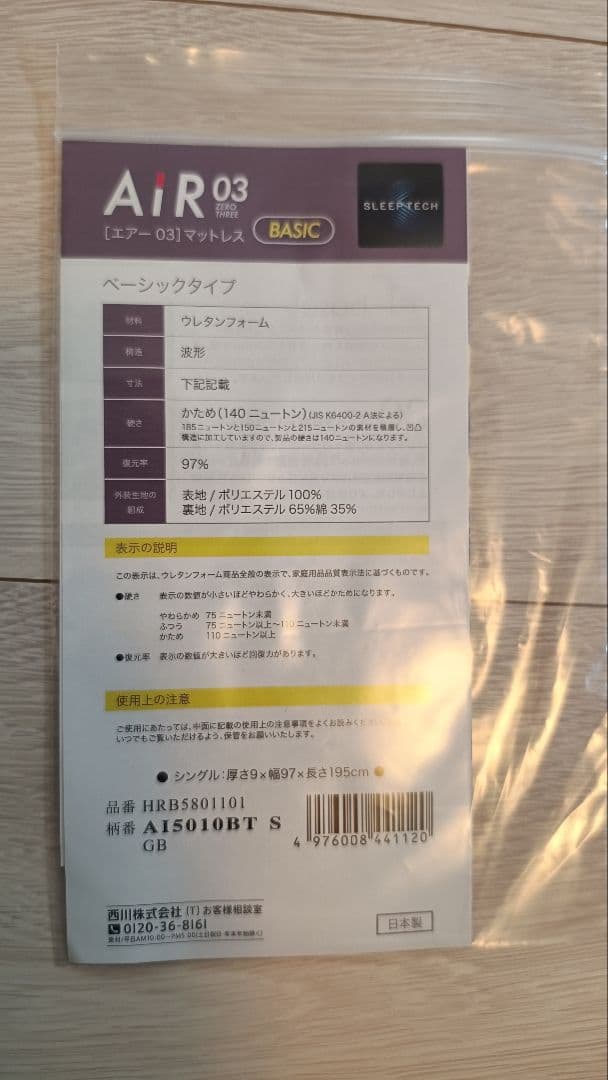 AiR 03
ZERO
THREE
SLEEPTECH
[エアー 03]マットレス BASIC
ベーシックタイプ
材料 ウレタンフォーム
構造 波形
寸法 下記記載
硬さ かため(140 ニュートン)(JIS K6400-2 A法による)
185ニュートンと150ニュートンと215ニュートンの素材を積層し、凹凸
構造に加工していますので、製品の硬さは140ニュートンになります。
復元率 97%
外装生地の
組成
表地 / ポリエステル 100%
裏地 / ポリエステル 65%綿 35%
表示の説明
この表示は、ウレタンフォーム商品全般の表示で、家庭用品品質表示法に基づくものです。
●硬さ 表示の数値が小さいほどやわらかく、大きいほどかためになります。
やわらかめ 75 ニュートン未満
ふつう 75 ニュートン以上〜110 ニュートン未満
かため 110 ニュートン以上
●復元率 表示の数値が大きいほど回復力があります。
使用上の注意
ご使用にあたっては、中面に記載の使用上の注意事項をよくお読みください
いつでもご覧いただけるよう、保管をお願いいたします。
● シングル:厚さ9×幅97×長さ195cm ●
品番 HRB5801101
柄番 AI5010BT S
GB
4 976008 441120
西川株式会社 (T) お客様相談室
0120-36-8161
日本製